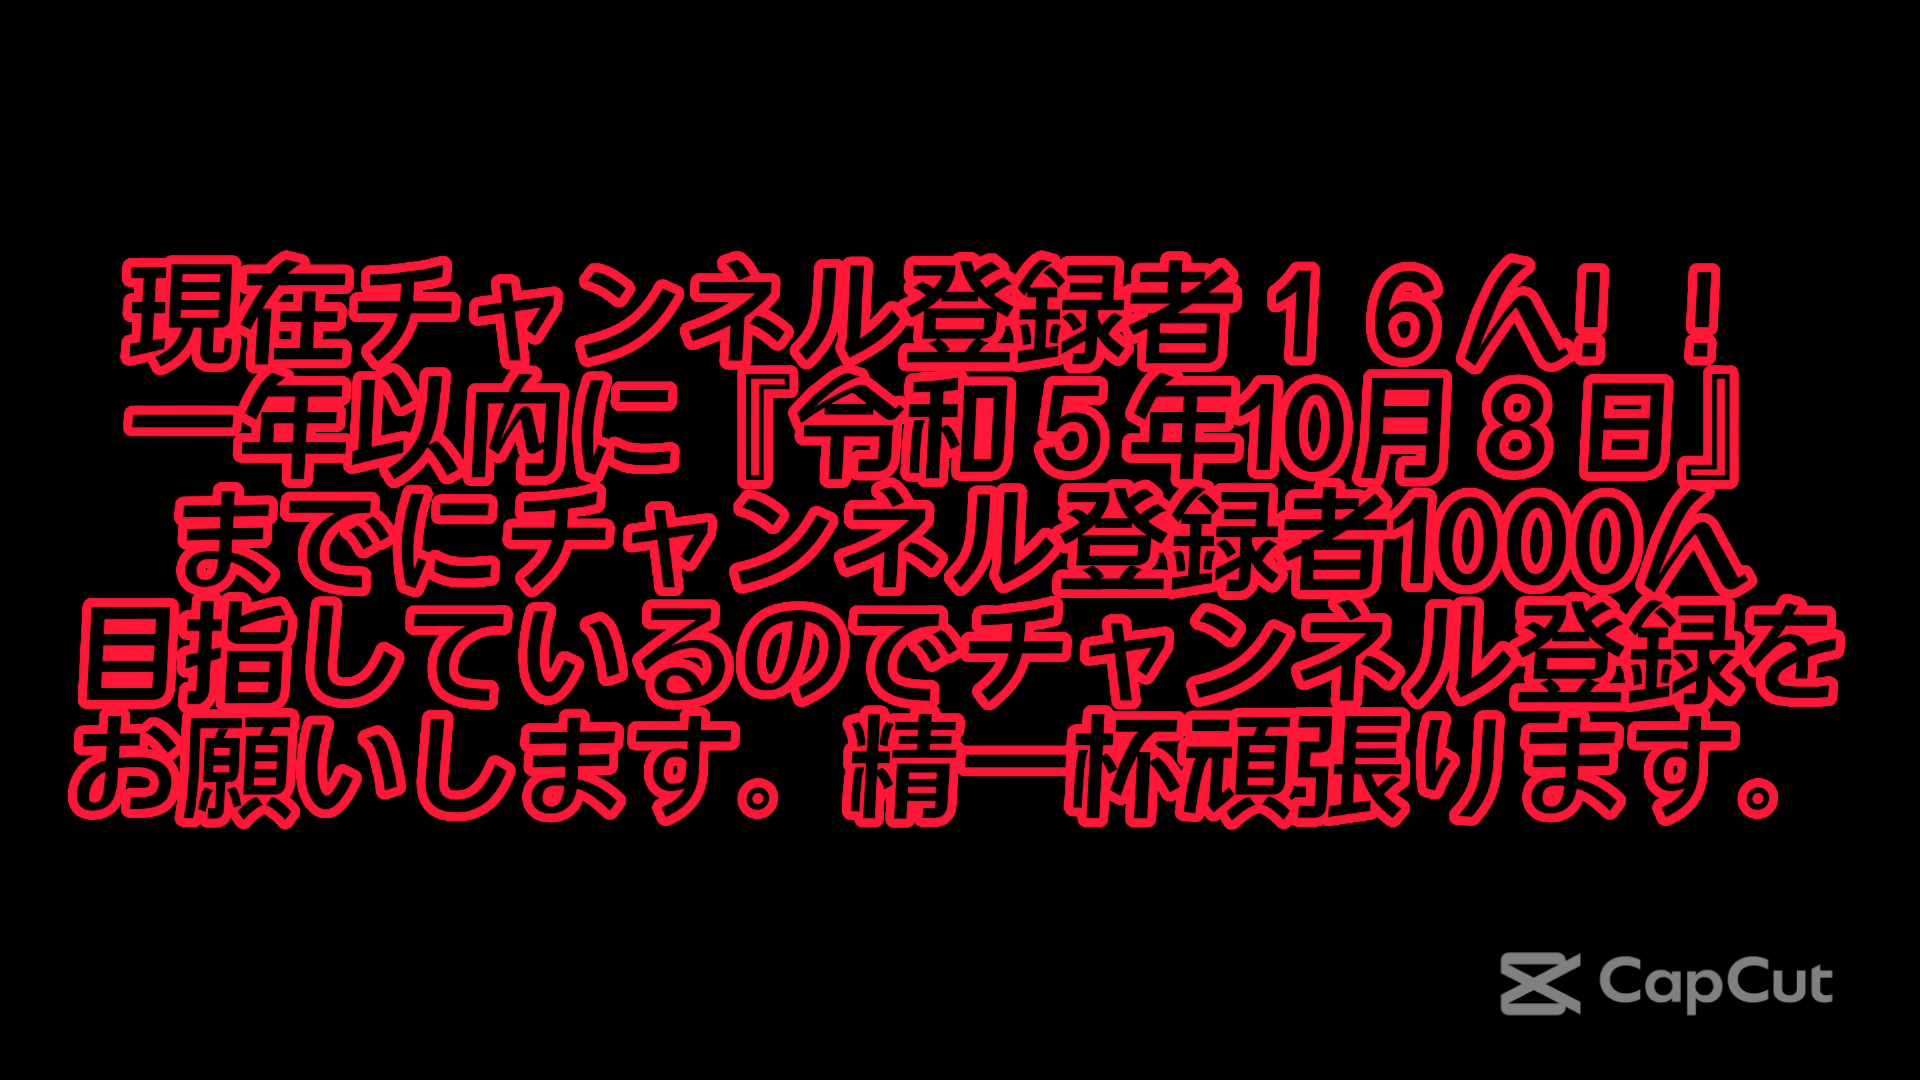 現在チャンネル登録者１６人！！
一年以内に『令和５年10月８日』
までにチャンネル登録者1000人
目指しているのでチャンネル登録を
お願いします。精一杯頑張ります。
CapCut